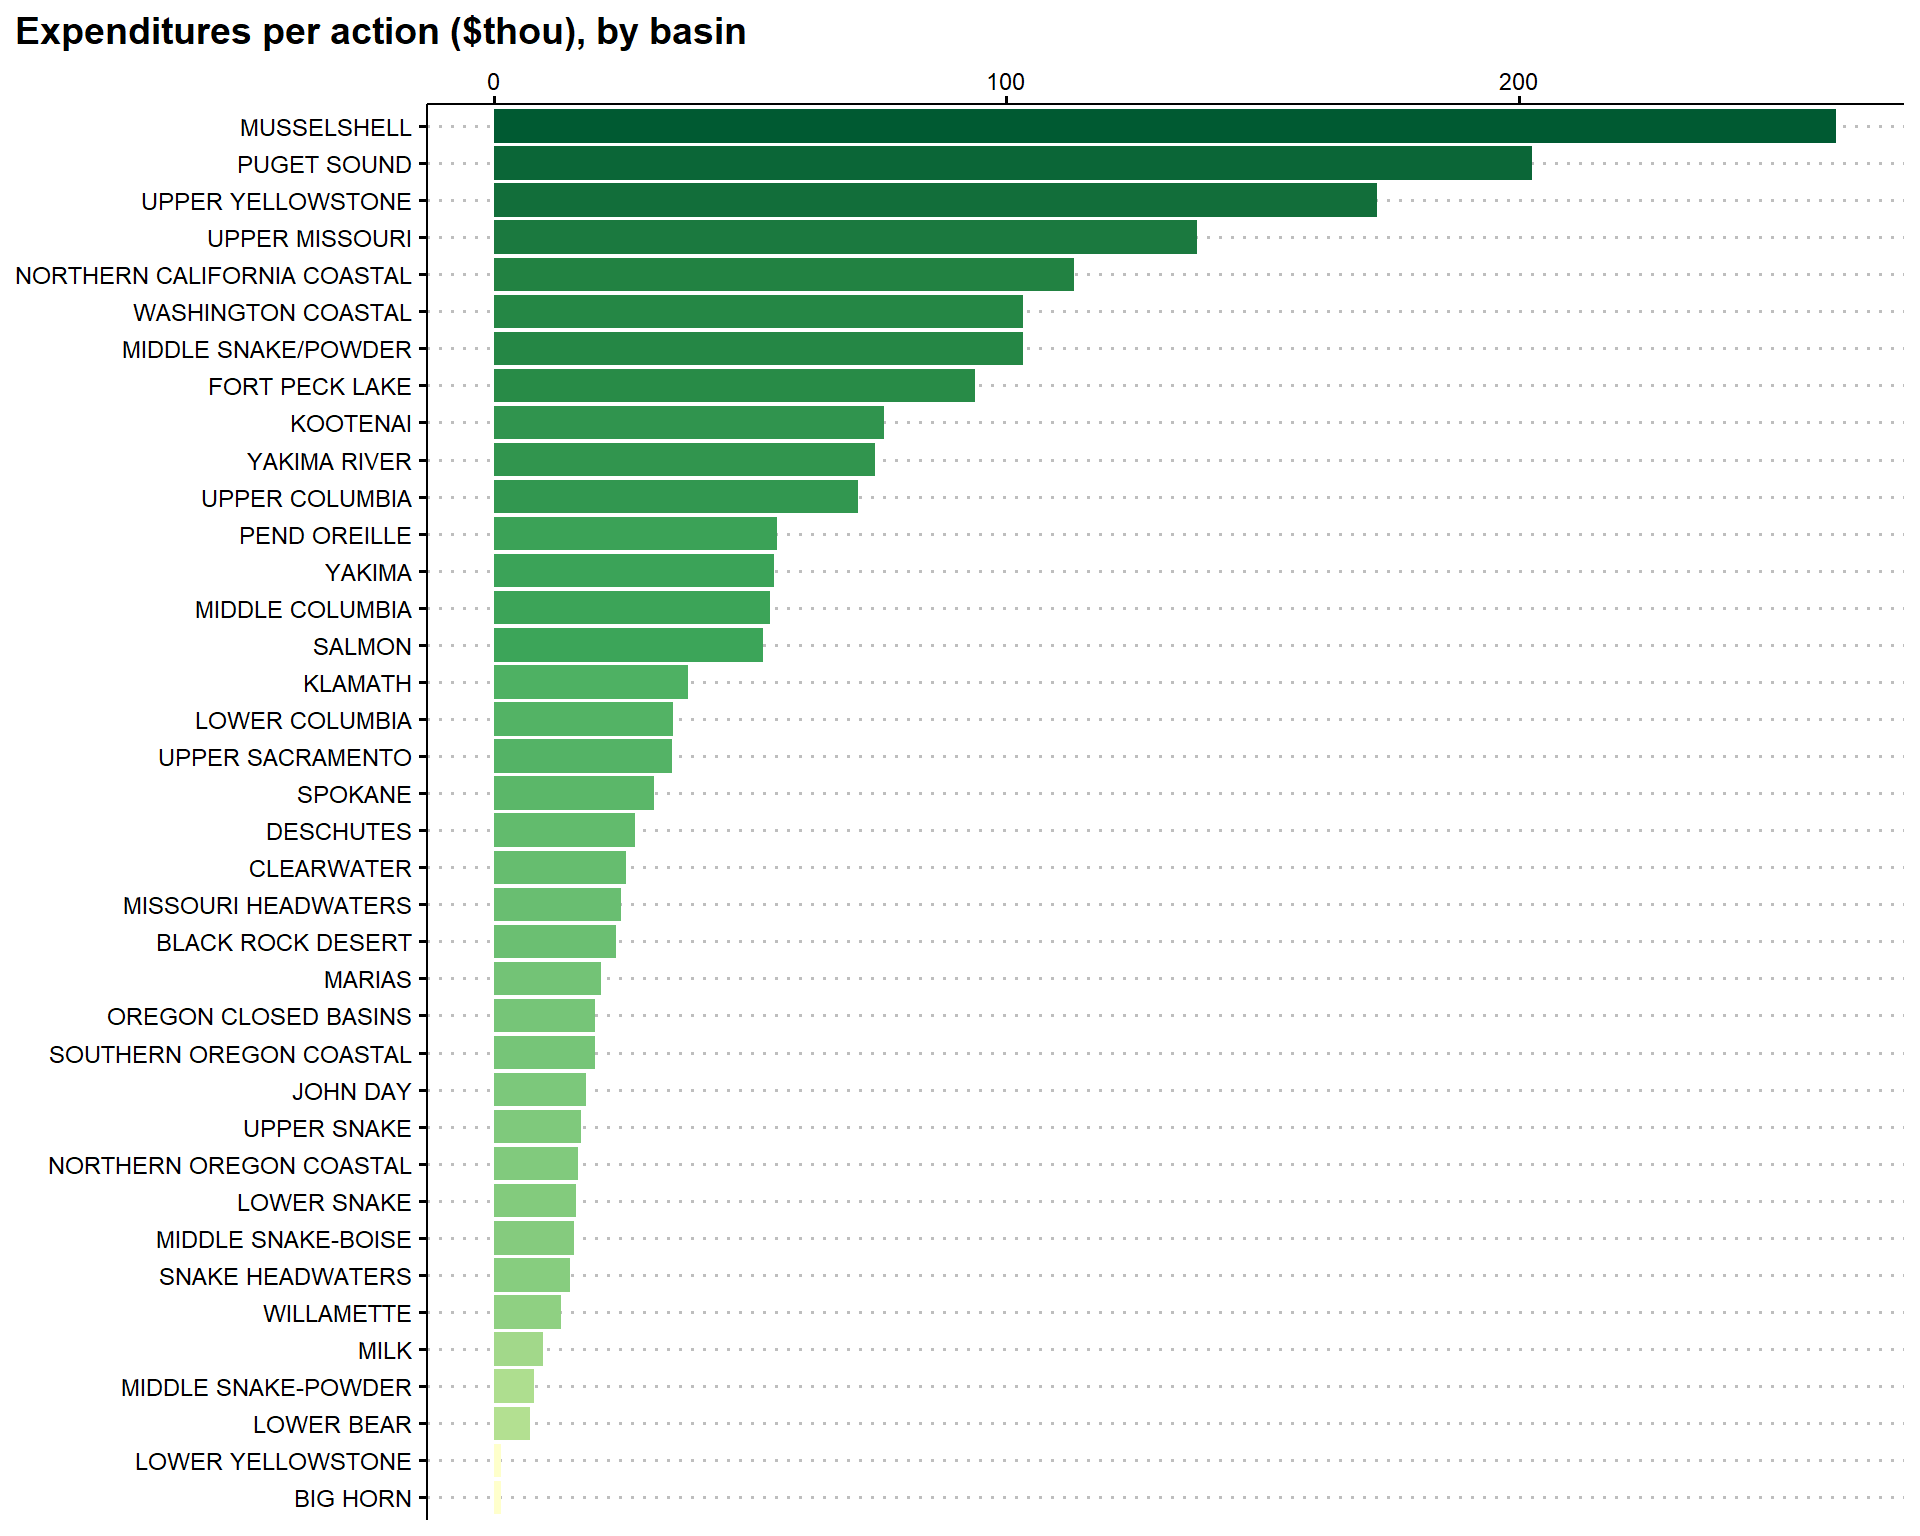 Expenditures per action ($thou), by basin
0 100 200
MUSSELSHELL
PUGET SOUND
UPPER YELLOWSTONE
UPPER MISSOURI
NORTHERN CALIFORNIA COASTAL
WASHINGTON COASTAL
MIDDLE SNAKE/POWDER
FORT PECK LAKE
KOOTENAI
YAKIMA RIVER
UPPER COLUMBIA
PEND OREILLE
YAKIMA
MIDDLE COLUMBIA
SALMON
KLAMATH
LOWER COLUMBIA
UPPER SACRAMENTO
SPOKANE
DESCHUTES
CLEARWATER
MISSOURI HEADWATERS
BLACK ROCK DESERT
MARIAS
OREGON CLOSED BASINS
SOUTHERN OREGON COASTAL
JOHN DAY
UPPER SNAKE
NORTHERN OREGON COASTAL
LOWER SNAKE
MIDDLE SNAKE-BOISE
SNAKE HEADWATERS
WILLAMETTE
MILK
MIDDLE SNAKE-POWDER
LOWER BEAR
LOWER YELLOWSTONE
BIG HORN